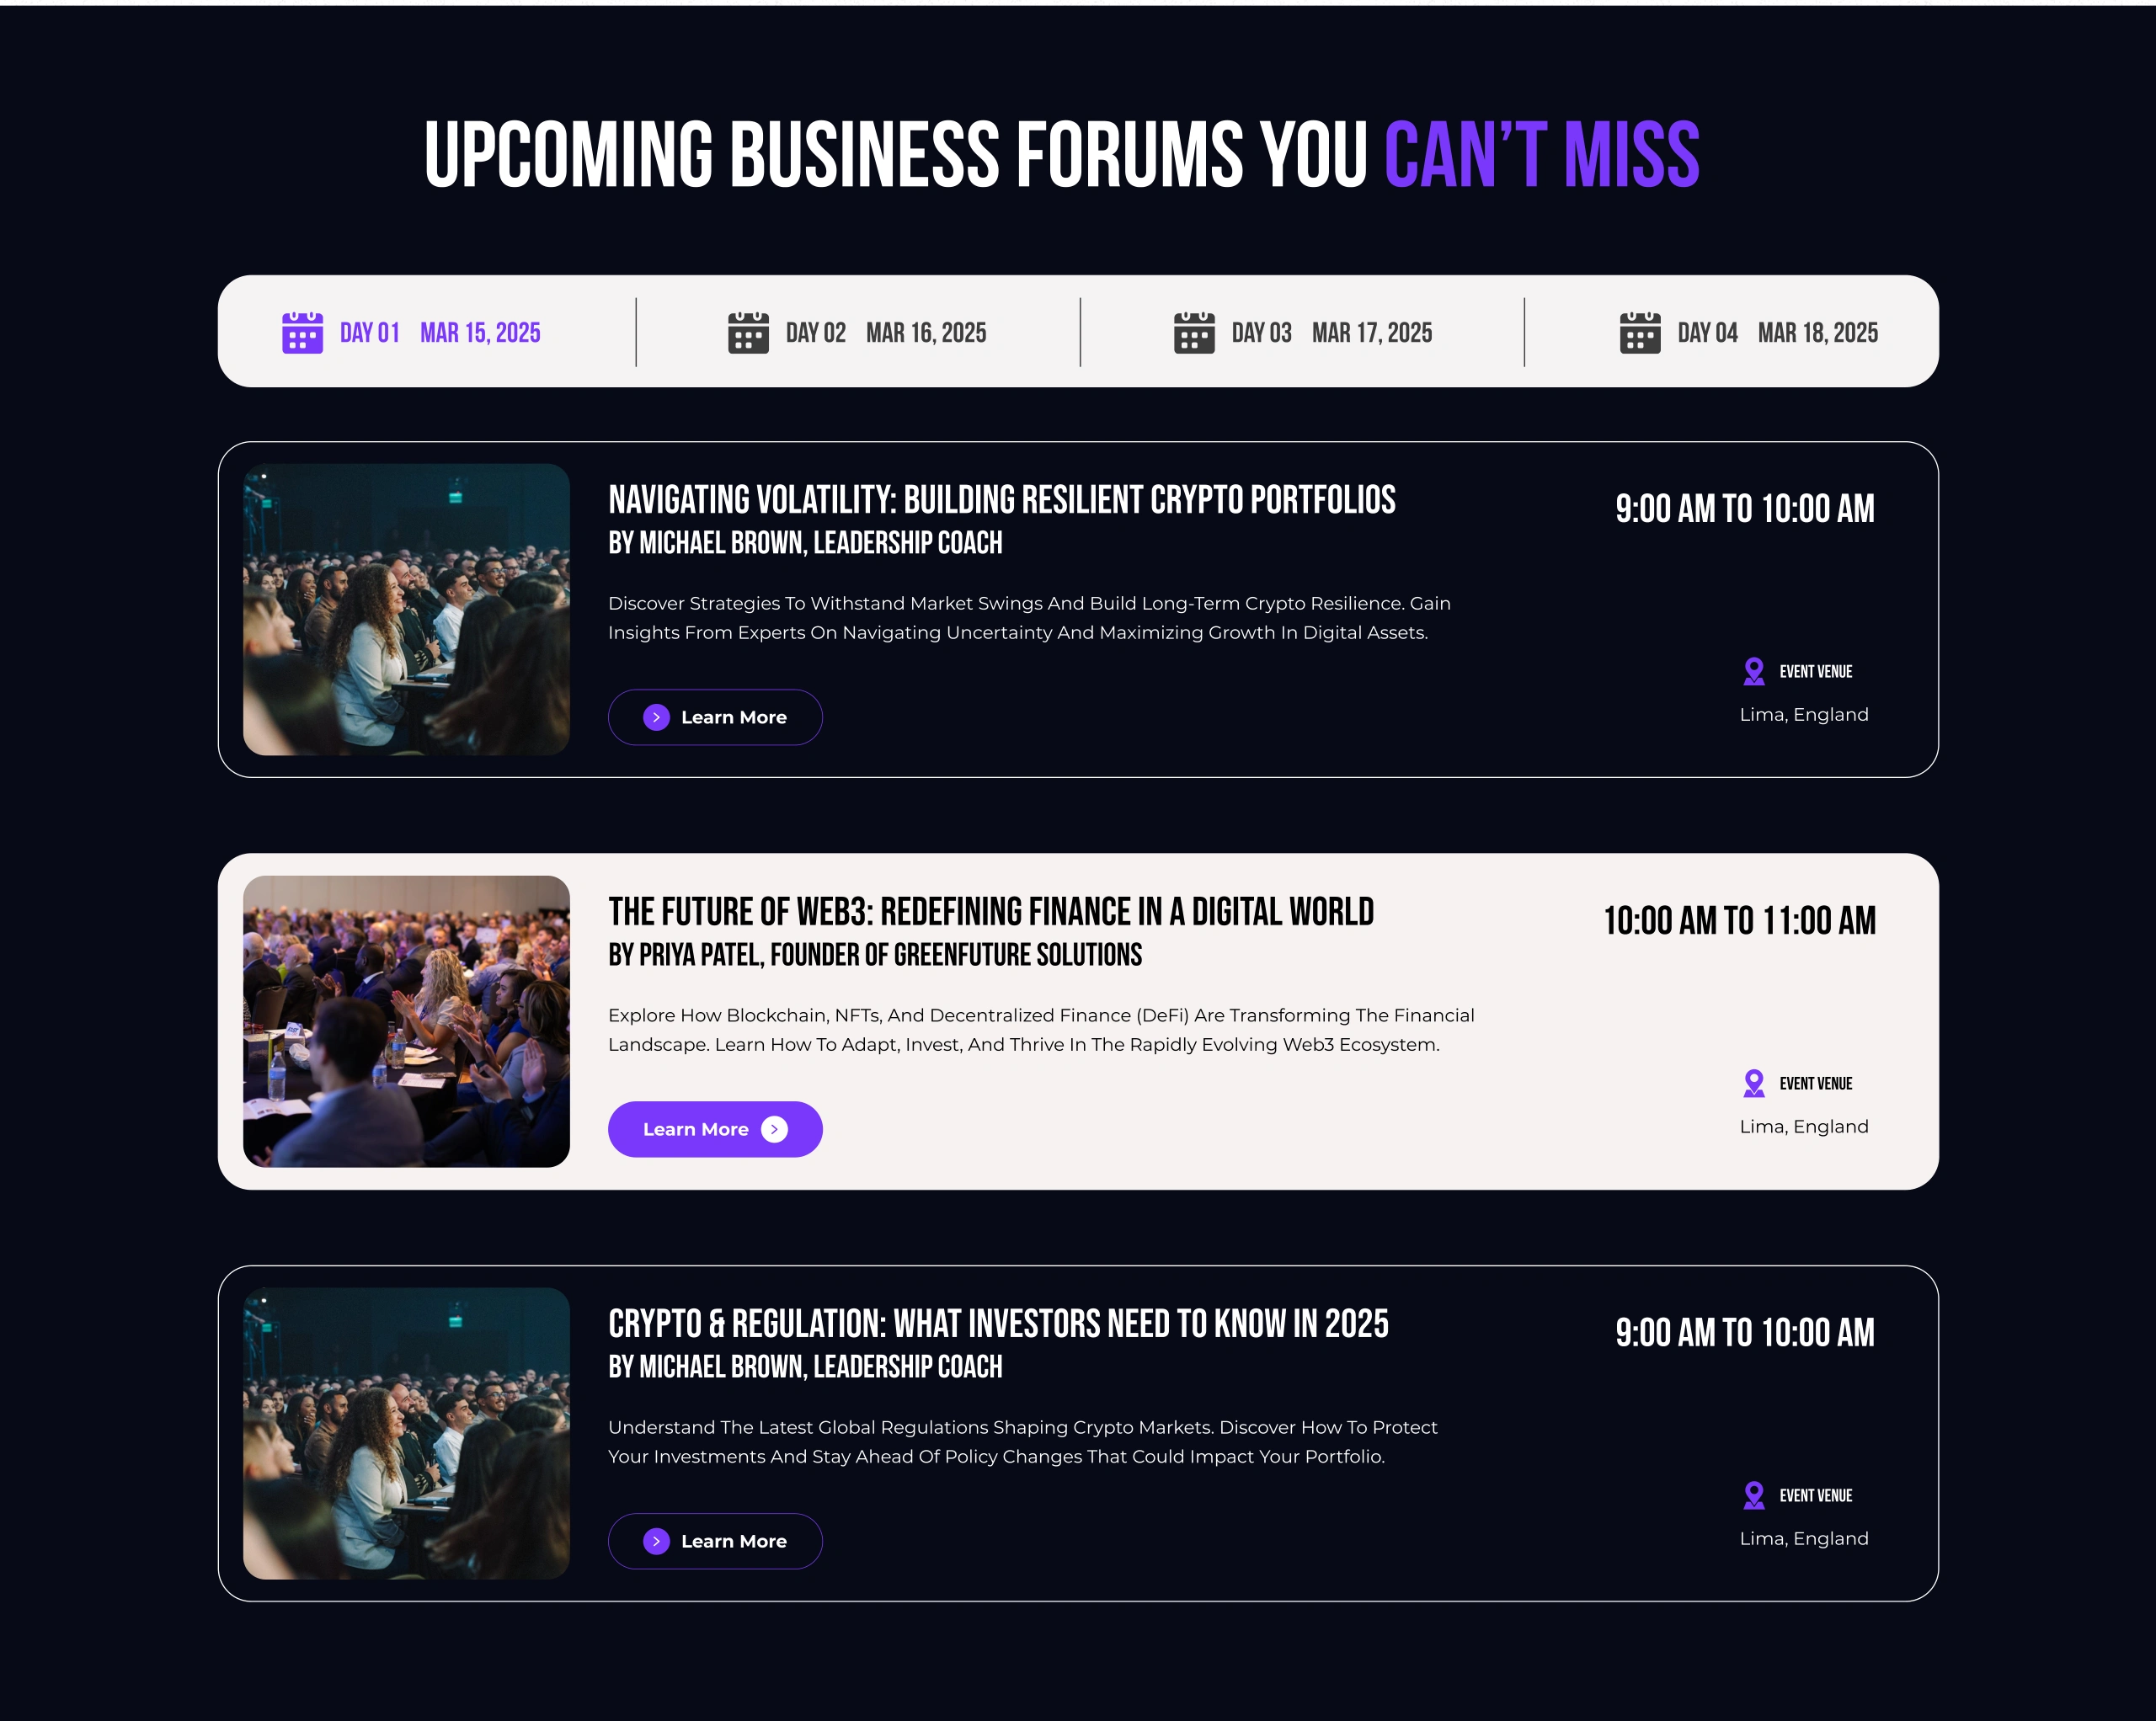 UPCOMING BUSINESS FORUMS YOU CAN’T MISS
DAY 01 MAR 15, 2025
DAY 02 MAR 16, 2025
DAY 03 MAR 17, 2025
DAY 04 MAR 18, 2025
NAVIGATING VOLATILITY: BUILDING RESILIENT CRYPTO PORTFOLIOS
BY MICHAEL BROWN, LEADERSHIP COACH
9:00 AM TO 10:00 AM
Discover Strategies To Withstand Market Swings And Build Long-Term Crypto Resilience. Gain
Insights From Experts On Navigating Uncertainty And Maximizing Growth In Digital Assets.
EVENT VENUE
Lima, England
Learn More
THE FUTURE OF WEB3: REDEFINING FINANCE IN A DIGITAL WORLD
BY PRIYA PATEL, FOUNDER OF GREENFUTURE SOLUTIONS
10:00 AM TO 11:00 AM
Explore How Blockchain, NFTs, And Decentralized Finance (DeFi) Are Transforming The Financial
Landscape. Learn How To Adapt, Invest, And Thrive In The Rapidly Evolving Web3 Ecosystem.
EVENT VENUE
Lima, England
Learn More
CRYPTO & REGULATION: WHAT INVESTORS NEED TO KNOW IN 2025
BY MICHAEL BROWN, LEADERSHIP COACH
9:00 AM TO 10:00 AM
Understand The Latest Global Regulations Shaping Crypto Markets. Discover How To Protect
Your Investments And Stay Ahead Of Policy Changes That Could Impact Your Portfolio.
EVENT VENUE
Lima, England
Learn More